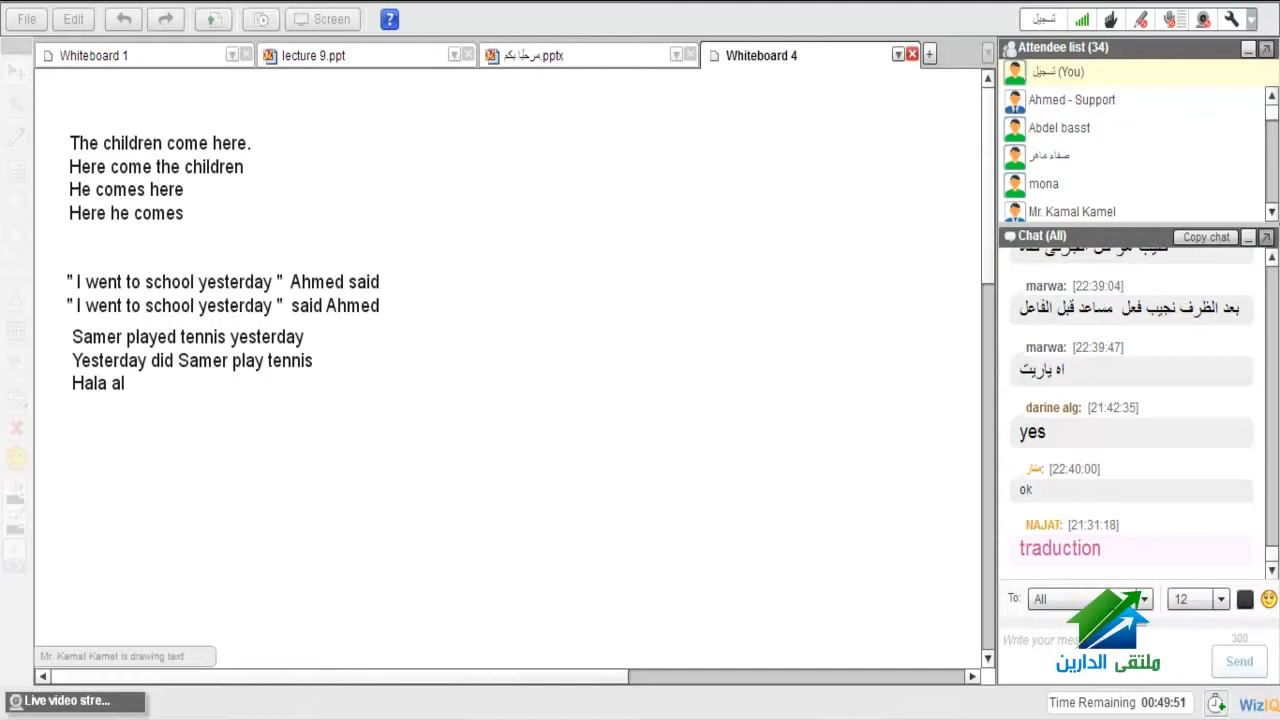 File
Edit
Screen
?
تسجيل
Whiteboard 1
lecture 9.ppt
مرحبًا بكم.pptx
Whiteboard 4
The children come here.
Here come the children
He comes here
Here he comes
" I went to school yesterday " Ahmed said
" I went to school yesterday " said Ahmed
Samer played tennis yesterday
Yesterday did Samer play tennis
Hala al
Mr. Kamal Kamel is drawing text
Live video stre...
Attendee list (34)
تسجيل (You)
Ahmed - Support
Abdel basst
صفاء ماهر
mona
Mr. Kamal Kamel
Chat (All)
Copy chat
marwa: [22:39:04]
بعد الظرف نجيب فعل مساعد قبل الفاعل
marwa: [22:39:47]
اه ياريت
darine alg: [21:42:35]
yes
منار: [22:40:00]
ok
NAJAT: [21:31:18]
traduction
To: All 12
Write your mes
300
Send
ملتقى الدارين
Time Remaining 00:49:51
WizIQ